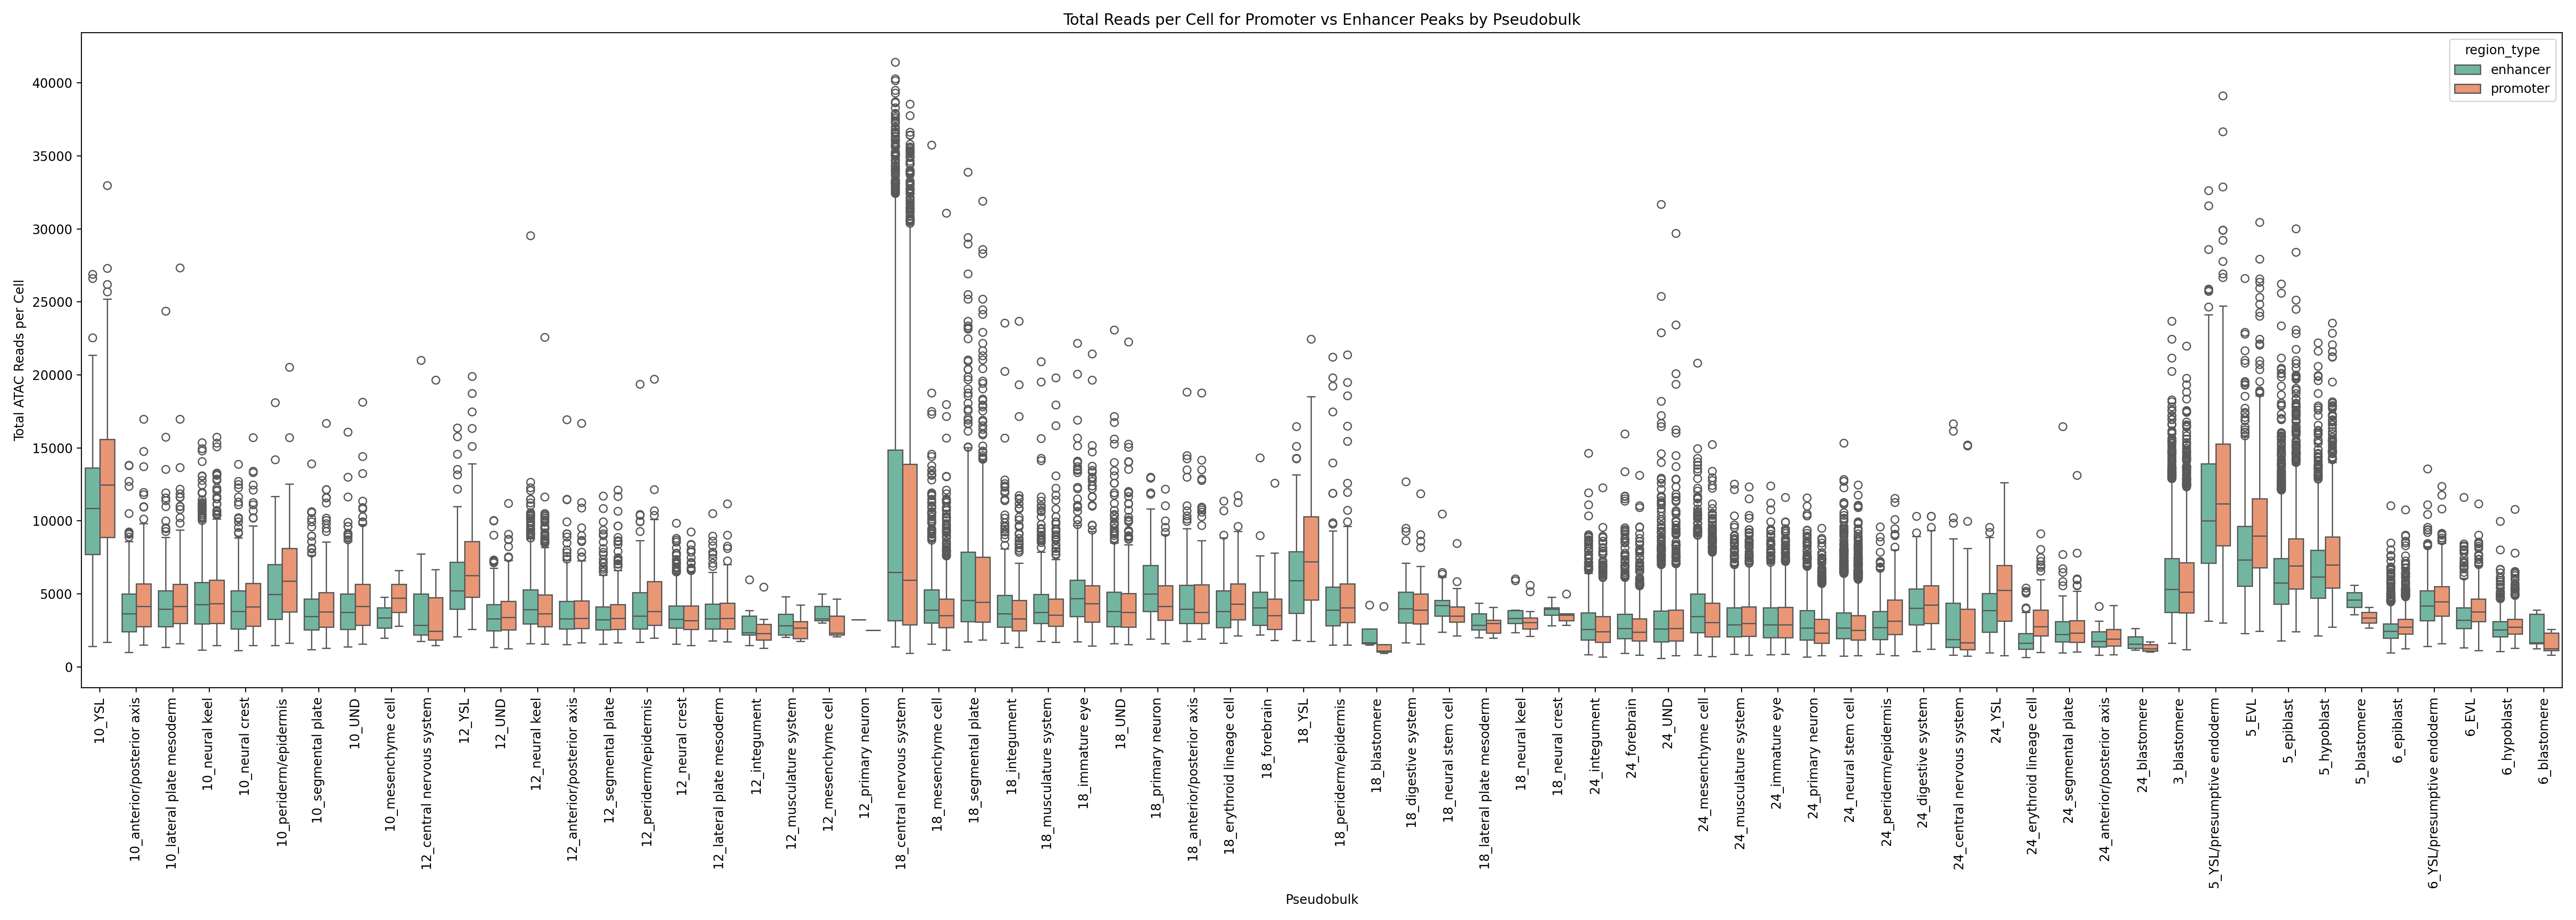 Total Reads per Cell for Promoter vs Enhancer Peaks by Pseudobulk
region_type
enhancer
promoter
Total ATAC Reads per Cell
40000
35000
30000
25000
20000
15000
10000
5000
0
10_YSL
10_anterior/posterior axis
10_lateral plate mesoderm
10_neural keel
10_neural crest
10_periderm/epidermis
10_segmental plate
10_UND
10_mesenchyme cell
12_central nervous system
12_YSL
12_UND
12_neural keel
12_anterior/posterior axis
12_segmental plate
12_periderm/epidermis
12_neural crest
12_lateral plate mesoderm
12_integument
12_musculature system
12_mesenchyme cell
12_primary neuron
18_central nervous system
18_mesenchyme cell
18_segmental plate
18_integument
18_musculature system
18_immature eye
18_UND
18_primary neuron
18_anterior/posterior axis
18_erythroid lineage cell
18_forebrain
18_YSL
18_periderm/epidermis
18_blastomere
18_digestive system
18_neural stem cell
18_lateral plate mesoderm
18_neural keel
18_neural crest
24_integument
24_forebrain
24_UND
24_mesenchyme cell
24_musculature system
24_immature eye
24_primary neuron
24_neural stem cell
24_periderm/epidermis
24_digestive system
24_central nervous system
24_YSL
24_erythroid lineage cell
24_segmental plate
24_anterior/posterior axis
24_blastomere
3_blastomere
5_YSL/presumptive endoderm
5_EVL
5_epiblast
5_hypoblast
5_blastomere
6_epiblast
6_YSL/presumptive endoderm
6_EVL
6_hypoblast
6_blastomere
Pseudobulk